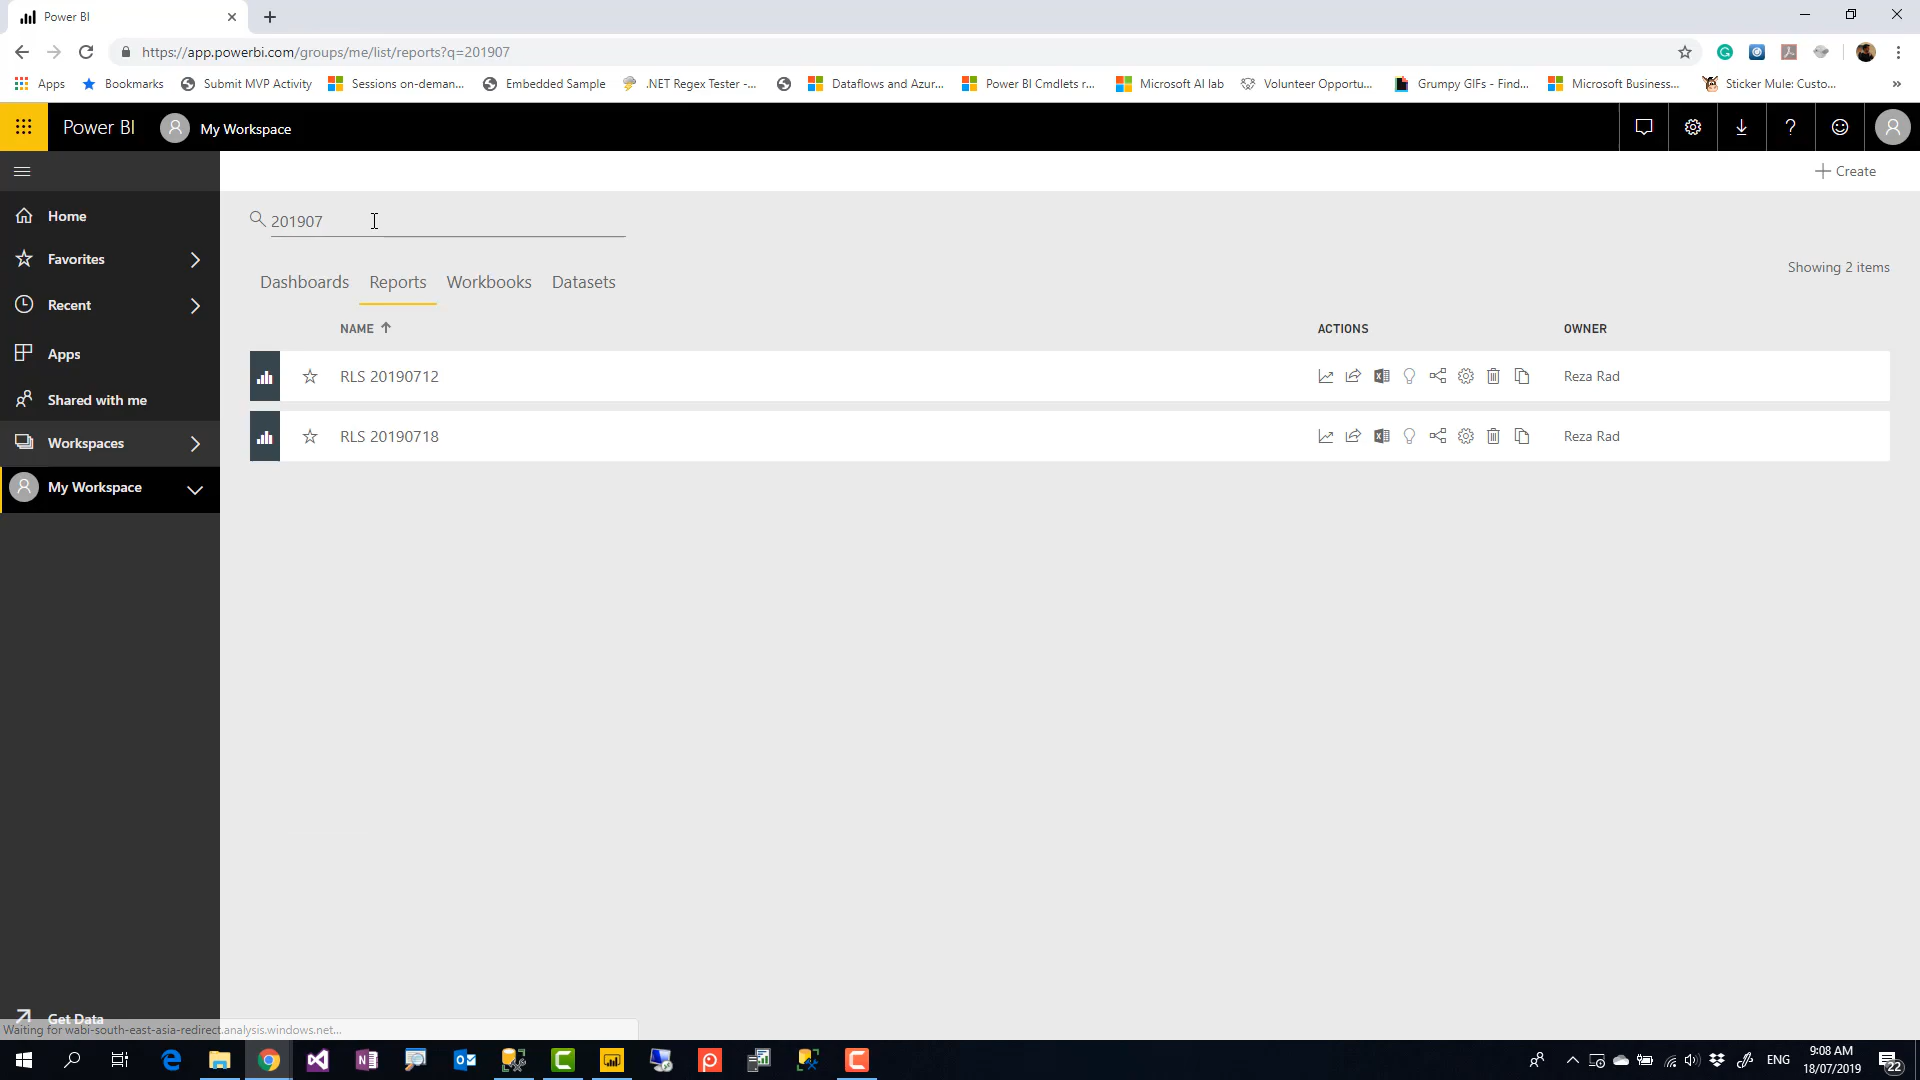 Power BI
https://app.powerbi.com/groups/me/list/reports?q=201907
Apps Bookmarks Submit MVP Activity Sessions on-deman... Embedded Sample .NET Regex Tester -... Dataflows and Azur... Power BI Cmdlets r... Microsoft AI lab Volunteer Opportu... Grumpy GIFs - Find... Microsoft Business... Sticker Mule: Custo... »
Power BI My Workspace ?
Create
Home
Favorites
Recent
Apps
Shared with me
Workspaces
My Workspace
Get Data
201907
Showing 2 items
Dashboards Reports Workbooks Datasets
NAME ACTIONS OWNER
RLS 20190712 Reza Rad
RLS 20190718 Reza Rad
Waiting for wabi-south-east-asia-redirect.analysis.windows.net...
ENG
9:08 AM
18/07/2019
22